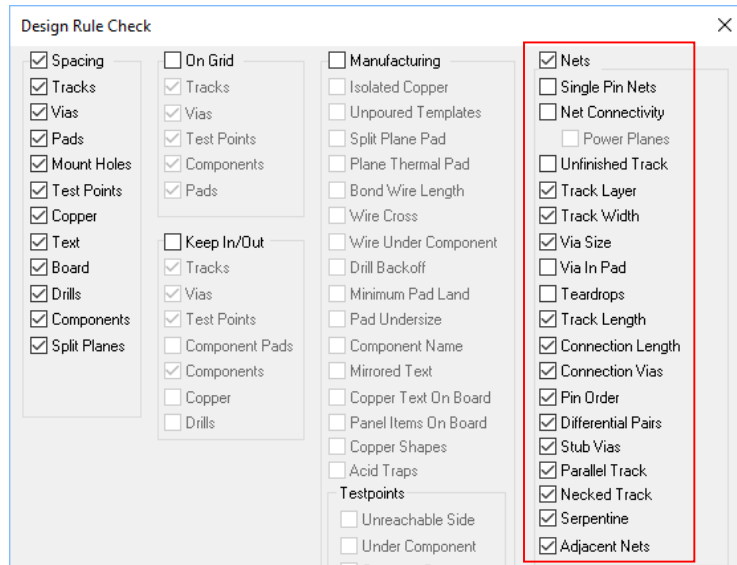 Design Rule Check
Spacing
Tracks
Vias
Pads
Mount Holes
Test Points
Copper
Text
Board
Drills
Components
Split Planes
On Grid
Tracks
Vias
Test Points
Components
Pads
Keep In/Out
Tracks
Vias
Test Points
Component Pads
Components
Copper
Drills
Manufacturing
Isolated Copper
Unpoured Templates
Split Plane Pad
Plane Thermal Pad
Bond Wire Length
Wire Cross
Wire Under Component
Drill Backoff
Minimum Pad Land
Pad Undersize
Component Name
Mirrored Text
Copper Text On Board
Panel Items On Board
Copper Shapes
Acid Traps
Testpoints
Unreachable Side
Under Component
Nets
Single Pin Nets
Net Connectivity
Power Planes
Unfinished Track
Track Layer
Track Width
Via Size
Via In Pad
Teardrops
Track Length
Connection Length
Connection Vias
Pin Order
Differential Pairs
Stub Vias
Parallel Track
Necked Track
Serpentine
Adjacent Nets